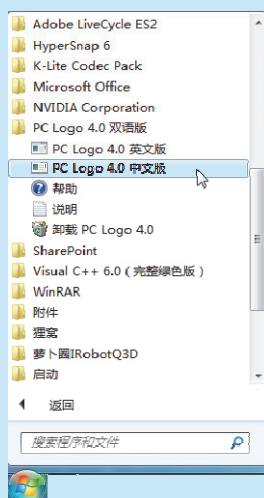 Adobe LiveCycle ES2
HyperSnap 6
K-Lite Codec Pack
Microsoft Office
NVIDIA Corporation
PC Logo 4.0 双语版
PC Logo 4.0 英文版
PC Logo 4.0 中文版
帮助
说明
卸载 PC Logo 4.0
SharePoint
Visual C++ 6.0（完整绿色版）
WinRAR
附件
狸窝
萝卜圈IRobotQ3D
启动
返回
搜索程序和文件